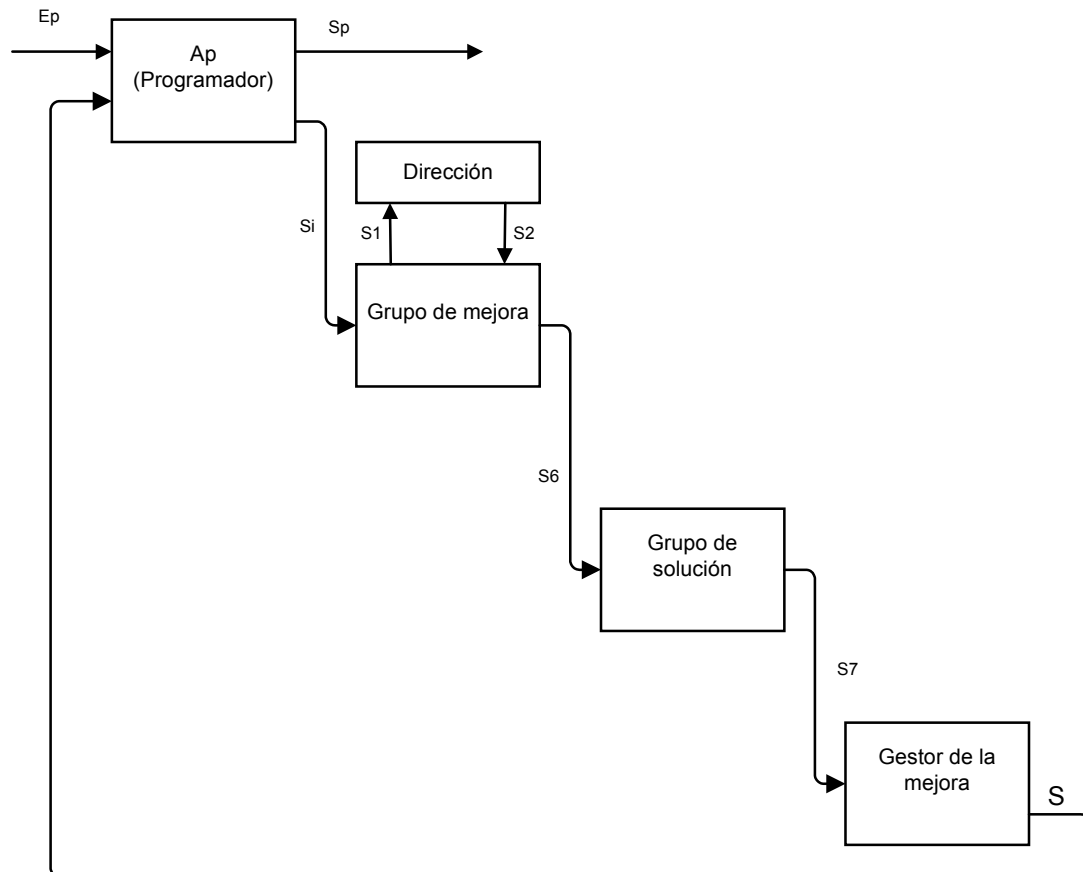 Ep
Sp
Ap
(Programador)
Dirección
Si
S1
S2
Grupo de mejora
S6
Grupo de
solución
S7
Gestor de la
mejora
S